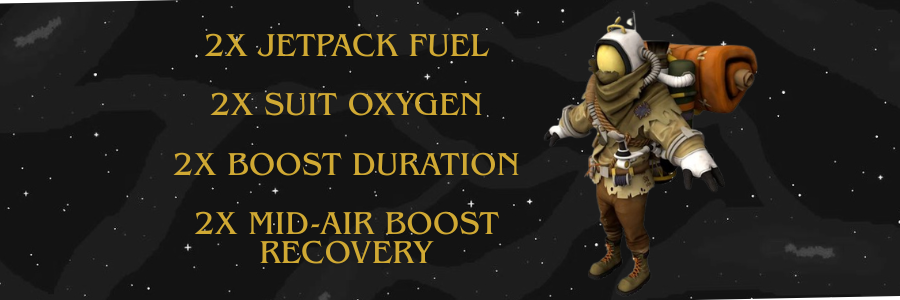 2X JETPACK FUEL
2X SUIT OXYGEN
2X BOOST DURATION
2X MID-AIR BOOST
RECOVERY